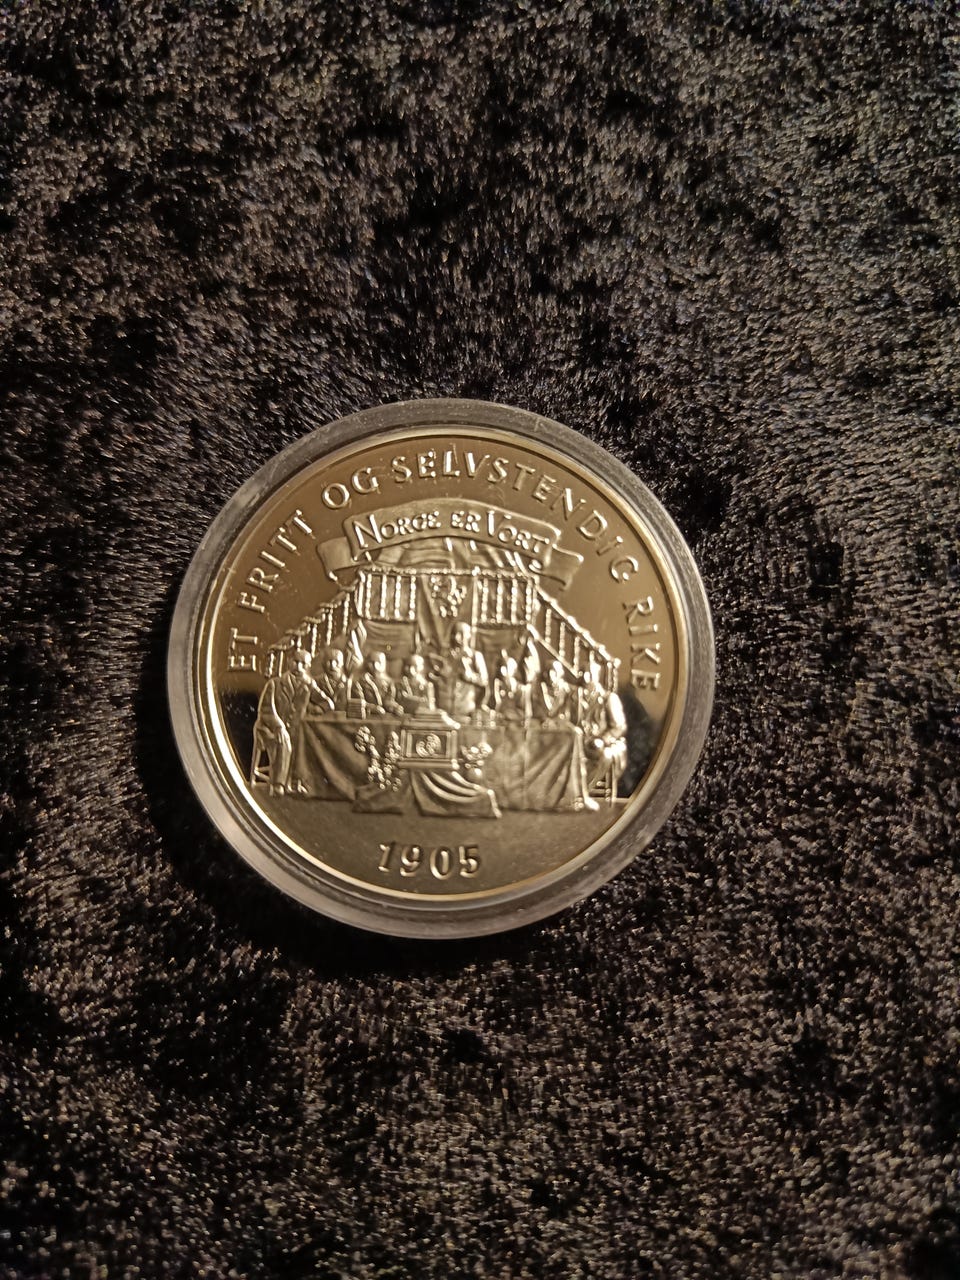 ET FRITT OG SELVSTENDIG RIKE
NORGE ER VORT
1905